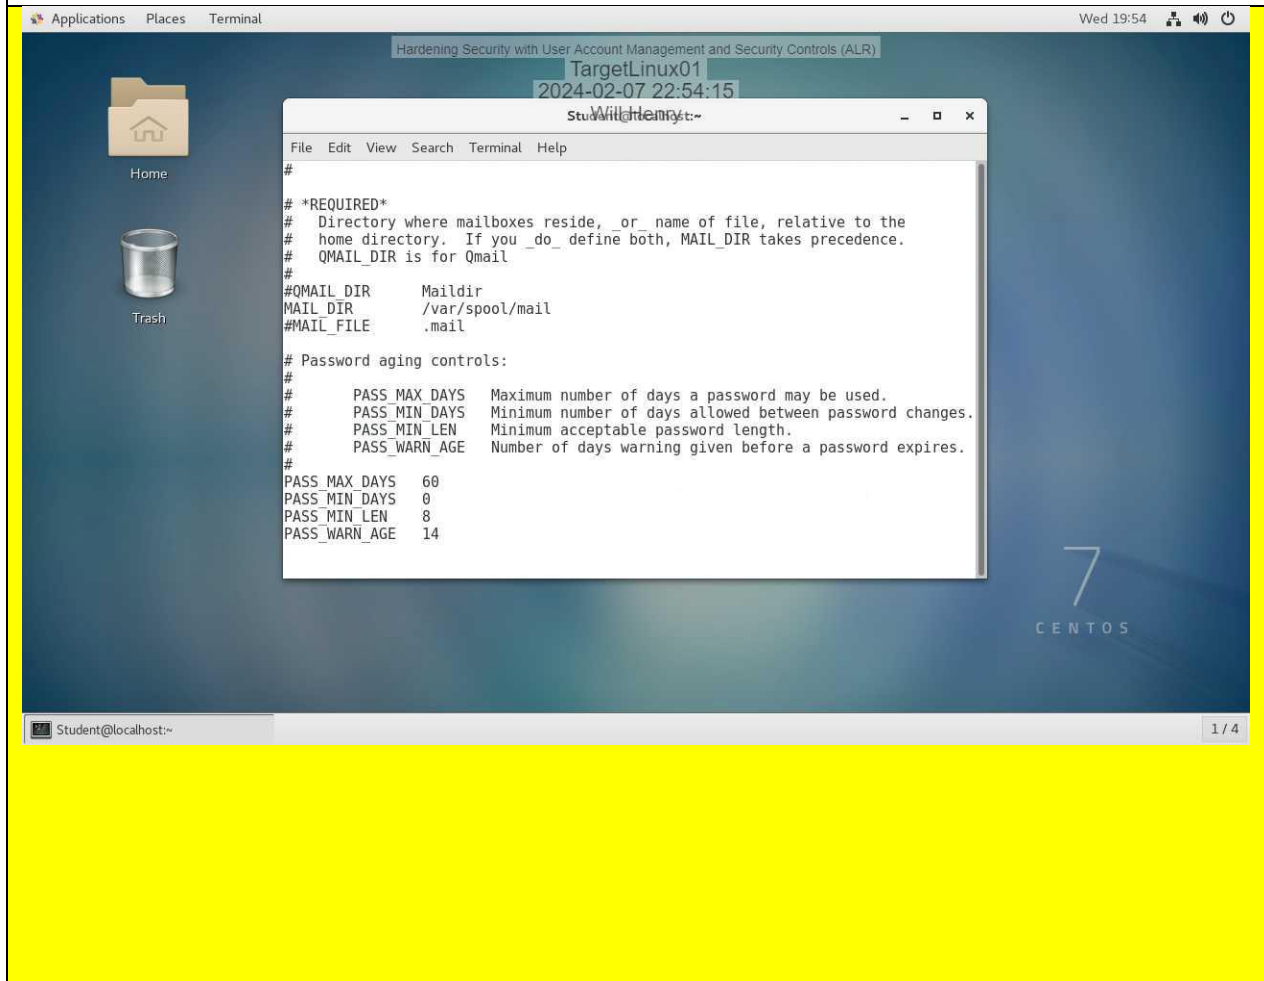 Applications Places Terminal Wed 19:54
Hardening Security with User Account Management and Security Controls (ALR)
TargetLinux01
2024-02-07 22:54:15
Will Henry
Student@localhost:~
File Edit View Search Terminal Help
Home
Trash
#
# *REQUIRED*
#   Directory where mailboxes reside, _or_ name of file, relative to the
#   home directory.  If you _do_ define both, MAIL_DIR takes precedence.
#   QMAIL_DIR is for Qmail
#
#QMAIL_DIR      Maildir
MAIL_DIR        /var/spool/mail
#MAIL_FILE      .mail
# Password aging controls:
#
#       PASS_MAX_DAYS   Maximum number of days a password may be used.
#       PASS_MIN_DAYS   Minimum number of days allowed between password changes.
#       PASS_MIN_LEN    Minimum acceptable password length.
#       PASS_WARN_AGE   Number of days warning given before a password expires.
#
PASS_MAX_DAYS   60
PASS_MIN_DAYS   0
PASS_MIN_LEN    8
PASS_WARN_AGE   14
7
CENTOS
Student@localhost:~
1 / 4